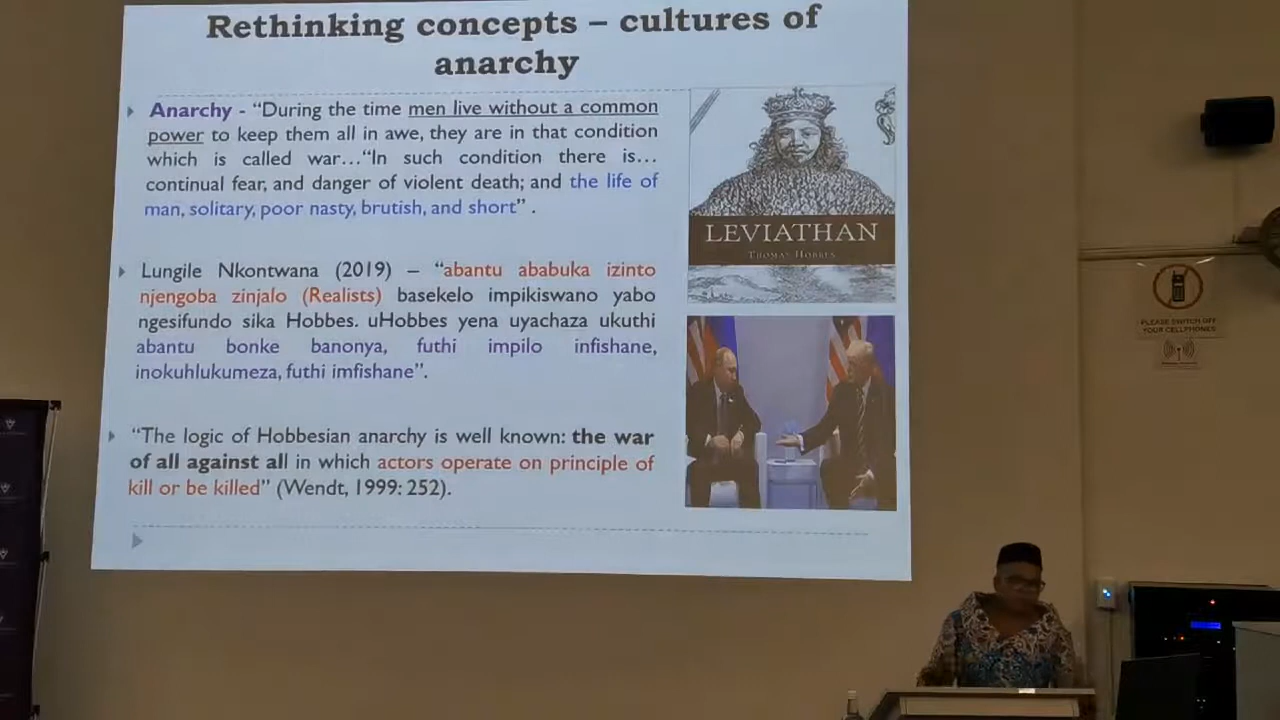 Rethinking concepts – cultures of
anarchy
Anarchy - “During the time men live without a common
power to keep them all in awe, they are in that condition
which is called war…“In such condition there is…
continual fear, and danger of violent death; and the life of
man, solitary, poor nasty, brutish, and short” .
Lungile Nkontwana (2019) – “abantu ababuka izinto
njengoba zinjalo (Realists) basekelo impikiswano yabo
ngesifundo sika Hobbes. uHobbes yena uyachaza ukuthi
abantu bonke banonya, futhi impilo infishane,
inokuhlukumeza, futhi imfishane”.
“The logic of Hobbesian anarchy is well known: the war
of all against all in which actors operate on principle of
kill or be killed” (Wendt, 1999: 252).
LEVIATHAN
Thomas Hobbes
PLEASE SWITCH OFF
YOUR CELLPHONES